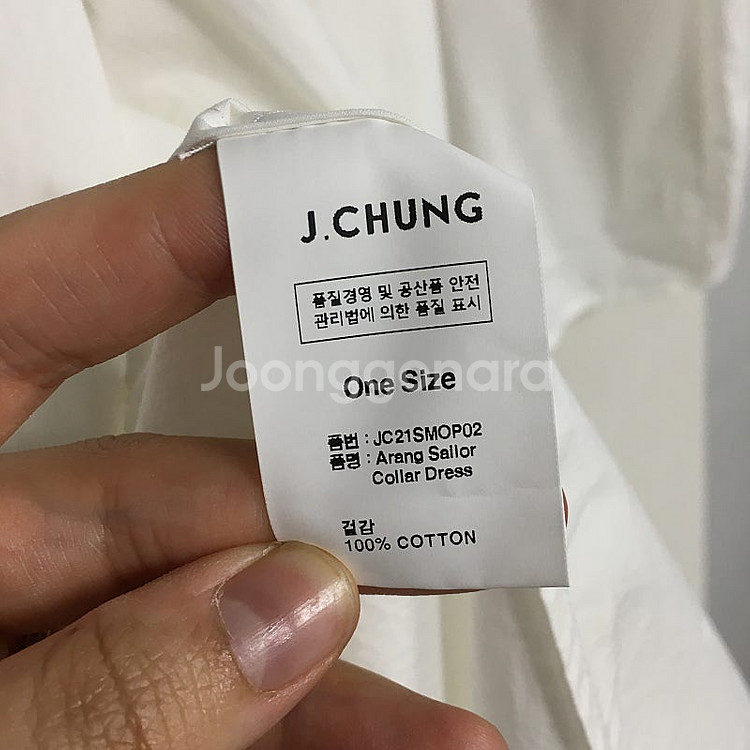 J.CHUNG
품질경영 및 공산품 안전
관리법에 의한 품질 표시
Joonggonara
One Size
품번 : JC21SMOP02
품명 : Arang Sailor
Collar Dress
겉감
100% COTTON